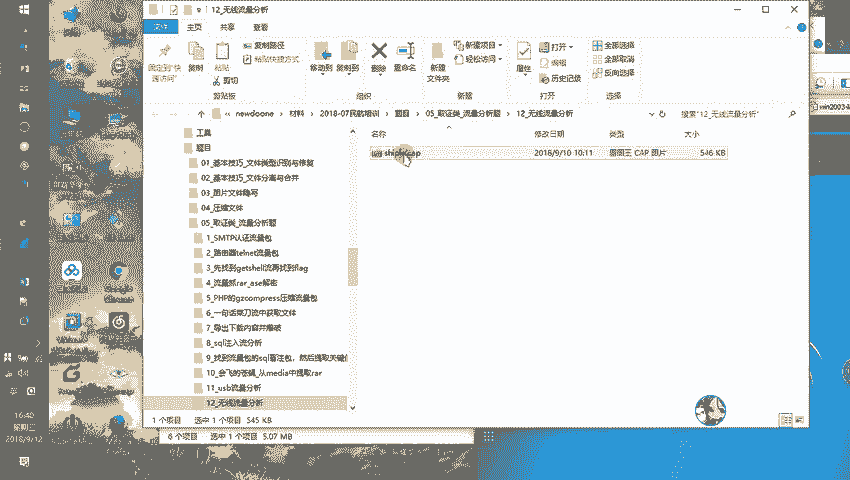 12_无线流量分析
文件 主页 共享 查看
固定到"快速访问" 复制 粘贴 复制路径 粘贴快捷方式 剪切
移动到 复制到 删除 重命名
新建文件夹 新建项目 轻松访问
属性 打开 编辑 历史记录
全部选择 全部取消 反向选择
剪贴板 组织 新建 打开 选择
newdoone > 材料 > 2018-07民航培训 > 题目 > 05_取证类_流量分析题 > 12_无线流量分析
搜索"12_无线流量分析"
win2003-
名称 修改日期 类型 大小
2018/9/10 10:11 看图王 CAP 图片 546 KB
工具
题目
01_基本技巧_文件类型识别与修复
02_基本技巧_文件分离与合并
03_图片文件隐写
04_压缩文件
05_取证类_流量分析题
1_SMTP认证流量包
2_路由器telnet流量包
3_先找到getshell流再找到flag
4_流量抓rar_ase解密
5_PHP的gzcompress压缩流量包
6_一句话菜刀流中获取文件
7_导出下载内容并爆破
8_sql注入流分析
9_找到流量包的sql看注包，然后提取关键
10_会飞的苍蝇_从media中提取rar
11_usb流量分析
12_无线流量分析
1 个项目 选中 1 个项目 545 KB
6 个项目 选中 1 个项目 5.07 MB
16:40
星期三
2018/9/12